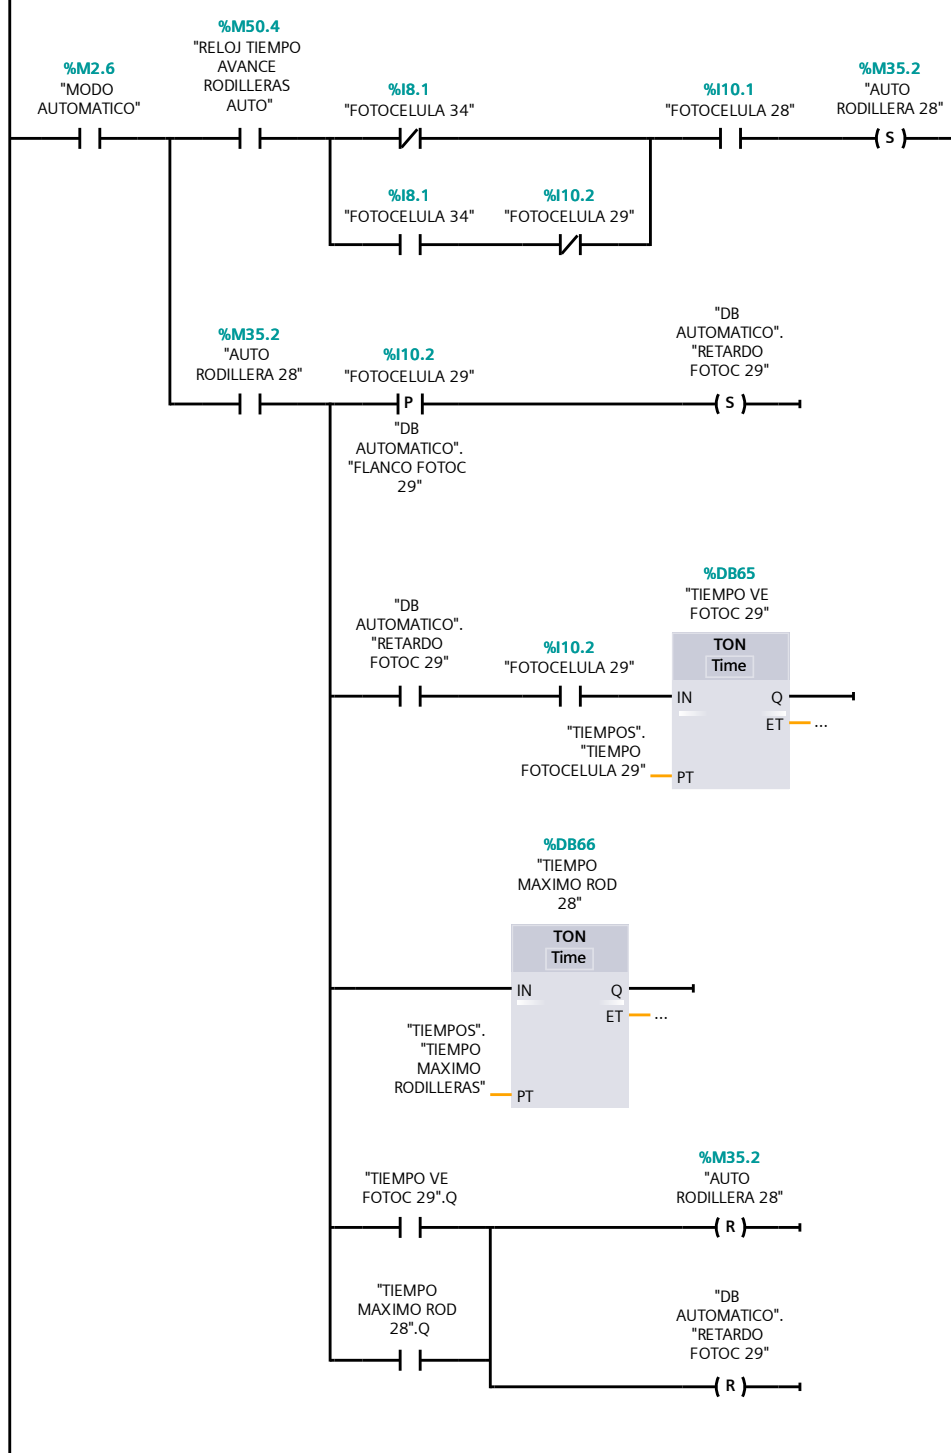 %M50.4
"RELOJ TIEMPO
AVANCE
RODILLERAS
AUTO"
%M2.6
"MODO
AUTOMATICO"
%I8.1
"FOTOCELULA 34"
%I10.1
"FOTOCELULA 28"
%M35.2
"AUTO
RODILLERA 28"
S
%I8.1
"FOTOCELULA 34"
%I10.2
"FOTOCELULA 29"
%M35.2
"AUTO
RODILLERA 28"
%I10.2
"FOTOCELULA 29"
P
"DB
AUTOMATICO".
"FLANCO FOTOC
29"
"DB
AUTOMATICO".
"RETARDO
FOTOC 29"
S
"DB
AUTOMATICO".
"RETARDO
FOTOC 29"
%I10.2
"FOTOCELULA 29"
%DB65
"TIEMPO VE
FOTOC 29"
TON
Time
IN Q
ET ...
"TIEMPOS".
"TIEMPO
FOTOCELULA 29"
PT
%DB66
"TIEMPO
MAXIMO ROD
28"
TON
Time
IN Q
ET ...
"TIEMPOS".
"TIEMPO
MAXIMO
RODILLERAS"
PT
"TIEMPO VE
FOTOC 29".Q
%M35.2
"AUTO
RODILLERA 28"
R
"TIEMPO
MAXIMO ROD
28".Q
"DB
AUTOMATICO".
"RETARDO
FOTOC 29"
R